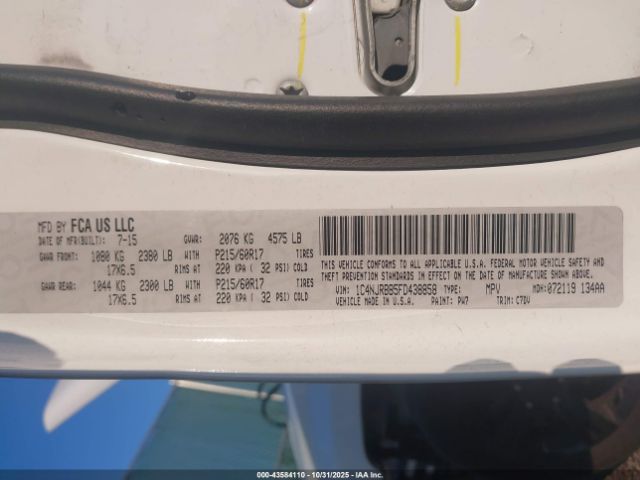 MFD BY FCA US LLC
DATE OF MFR(BUILT): 7-15 GVWR: 2076 KG 4575 LB
GAWR FRONT: 1080 KG 2380 LB WITH P215/60R17 TIRES
17X6.5 RIMS AT 220 KPA ( 32 PSI) COLD
GAWR REAR: 1044 KG 2300 LB WITH P215/60R17 TIRES
17X6.5 RIMS AT 220 KPA ( 32 PSI) COLD
THIS VEHICLE CONFORMS TO ALL APPLICABLE U.S.A. FEDERAL MOTOR VEHICLE SAFETY AND
THEFT PREVENTION STANDARDS IN EFFECT ON THE DATE OF MANUFACTURE SHOWN ABOVE.
VIN: 1C4NJRBB5FD438858 TYPE: MPV MDH: 072119 134AA
VEHICLE MADE IN U.S.A. PAINT: PW7 TRIM: C7DV
000-43584110 - 10/31/2025 - IAAI.COM